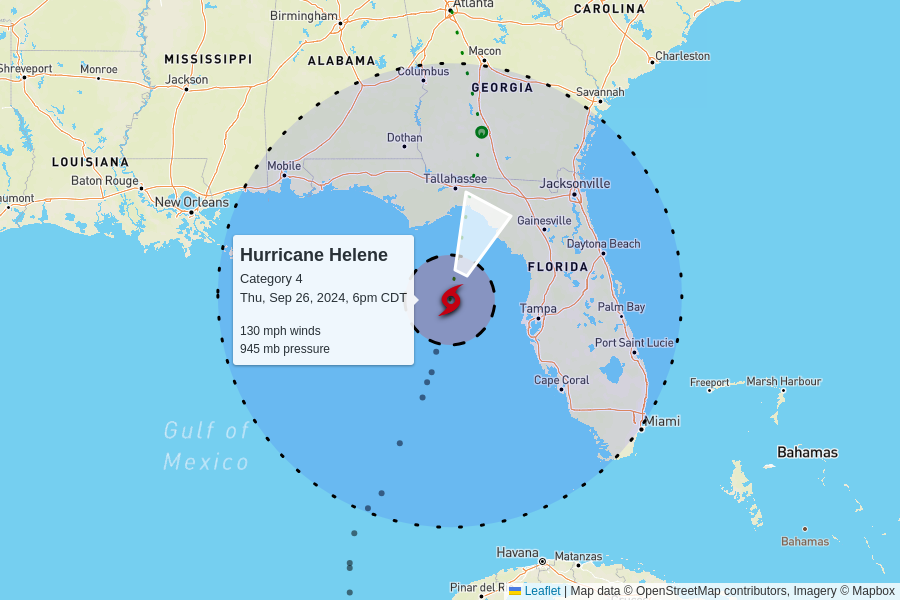 Atlanta
CAROLINA
Birmingham
Macon
MISSISSIPPI
ALABAMA
Charleston
Shreveport
Monroe
Columbus
Jackson
GEORGIA
Savannah
Dothan
LOUISIANA
Mobile
Baton Rouge
Tallahassee
Jacksonville
umont
New Orleans
Gainesville
Daytona Beach
Hurricane Helene
Category 4
Thu, Sep 26, 2024, 6pm CDT
130 mph winds
945 mb pressure
FLORIDA
Tampa
Palm Bay
Port Saint Lucie
Cape Coral
Freeport
Marsh Harbour
Miami
Gulf of
Mexico
Bahamas
Bahamas
Havana
Matanzas
Pinar del R
Leaflet | Map data © OpenStreetMap contributors, Imagery © Mapbox